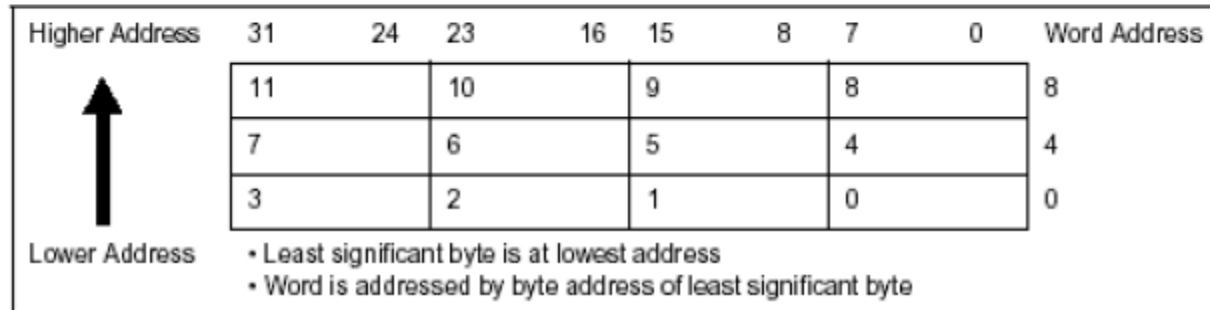 Higher Address 31 24 23 16 15 8 7 0 Word Address
11 10 9 8 8
7 6 5 4 4
3 2 1 0 0
Lower Address • Least significant byte is at lowest address
• Word is addressed by byte address of least significant byte